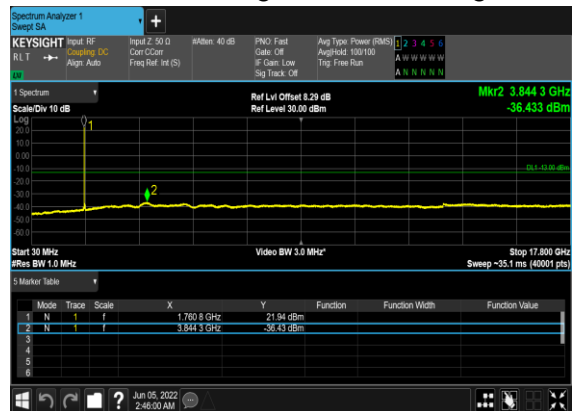 Spectrum Analyzer 1
Swept SA
+
KEYSIGHT Input: RF Input Z: 50 Ω #Atten: 40 dB PNO: Fast Avg Type: Power (RMS) 1 2 3 4 5 6
RLT Coupling: DC Corr CCorr Gate: Off Avg|Hold: 100/100 A W W W W W
Align: Auto Freq Ref: Int (S) IF Gain: Low Trig: Free Run
Sig Track: Off A N N N N N
1 Spectrum
Ref Lvl Offset 8.29 dB Mkr2 3.844 3 GHz
Scale/Div 10 dB Ref Level 30.00 dBm -36.433 dBm
Log
20.0
1
10.0
0.00
-10.0
DL1 -13.00 dBm
-20.0
-30.0
2
-40.0
-50.0
-60.0
Start 30 MHz Video BW 3.0 MHz* Stop 17.800 GHz
#Res BW 1.0 MHz Sweep ~35.1 ms (40001 pts)
5 Marker Table
Mode Trace Scale X Y Function Function Width Function Value
1 N 1 f 1.760 8 GHz 21.94 dBm
2 N 1 f 3.844 3 GHz -36.43 dBm
3
4
5
6
? Jun 05, 2022
2:46:00 AM